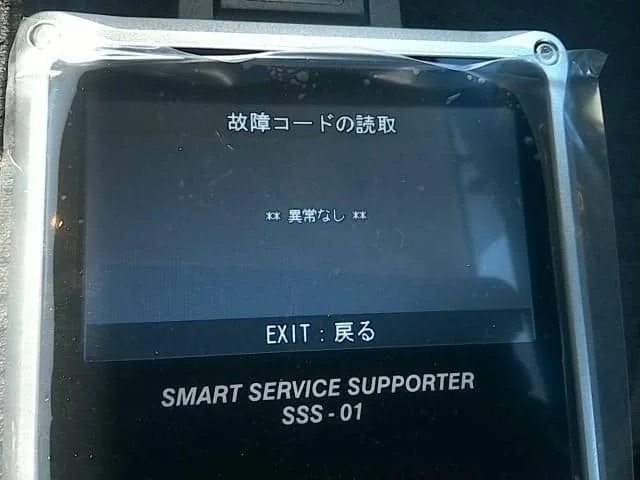 故障コードの読取
** 異常なし **
EXIT：戻る
SMART SERVICE SUPPORTER
SSS - 01